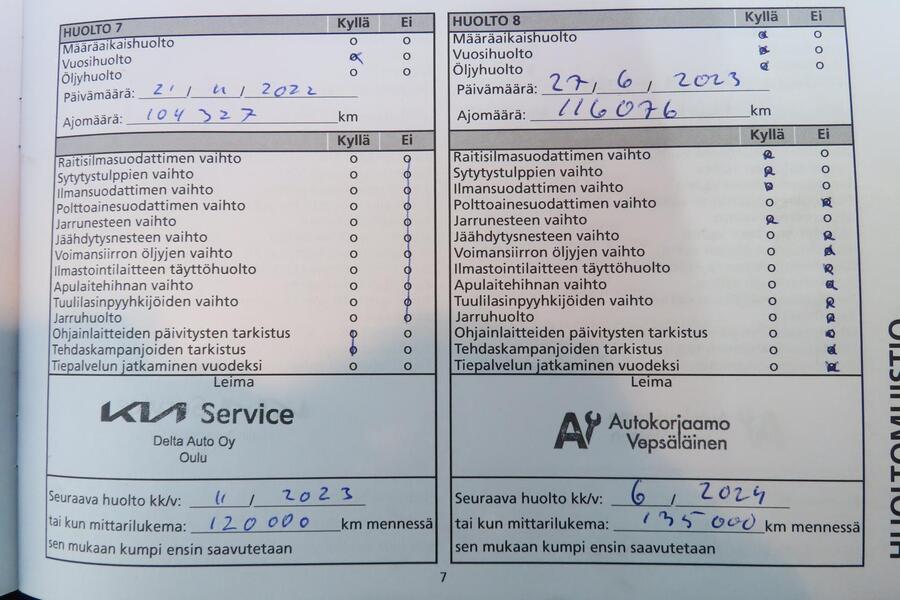 HUOLTO 7 Kyllä Ei
Määräaikaishuolto o o
Vuosihuolto o o
Öljyhuolto o o
Päivämäärä: 21 / 11 / 2022
Ajomäärä: 104 327 km
Kyllä Ei
Raitisilmasuodattimen vaihto o o
Sytytystulppien vaihto o o
Ilmansuodattimen vaihto o o
Polttoainesuodattimen vaihto o o
Jarrunesteen vaihto o o
Jäähdytysnesteen vaihto o o
Voimansiirron öljyjen vaihto o o
Ilmastointilaitteen täyttöhuolto o o
Apulaitehihnan vaihto o o
Tuulilasinpyyhkijöiden vaihto o o
Jarruhuolto o o
Ohjainlaitteiden päivitysten tarkistus o o
Tehdaskampanjoiden tarkistus o o
Tiepalvelun jatkaminen vuodeksi o o
Leima
KIA Service
Delta Auto Oy
Oulu
Seuraava huolto kk/v: 11 / 2023
tai kun mittarilukema: 120 000 km mennessä
sen mukaan kumpi ensin saavutetaan
HUOLTO 8 Kyllä Ei
Määräaikaishuolto o o
Vuosihuolto o o
Öljyhuolto o o
Päivämäärä: 27 / 6 / 2023
Ajomäärä: 116076 km
Kyllä Ei
Raitisilmasuodattimen vaihto o o
Sytytystulppien vaihto o o
Ilmansuodattimen vaihto o o
Polttoainesuodattimen vaihto o o
Jarrunesteen vaihto o o
Jäähdytysnesteen vaihto o o
Voimansiirron öljyjen vaihto o o
Ilmastointilaitteen täyttöhuolto o o
Apulaitehihnan vaihto o o
Tuulilasinpyyhkijöiden vaihto o o
Jarruhuolto o o
Ohjainlaitteiden päivitysten tarkistus o o
Tehdaskampanjoiden tarkistus o o
Tiepalvelun jatkaminen vuodeksi o o
Leima
Autokorjaamo
Vepsäläinen
Seuraava huolto kk/v: 6 / 2024
tai kun mittarilukema: 135 000 km mennessä
sen mukaan kumpi ensin saavutetaan
7
HUOLTOMUISTIO